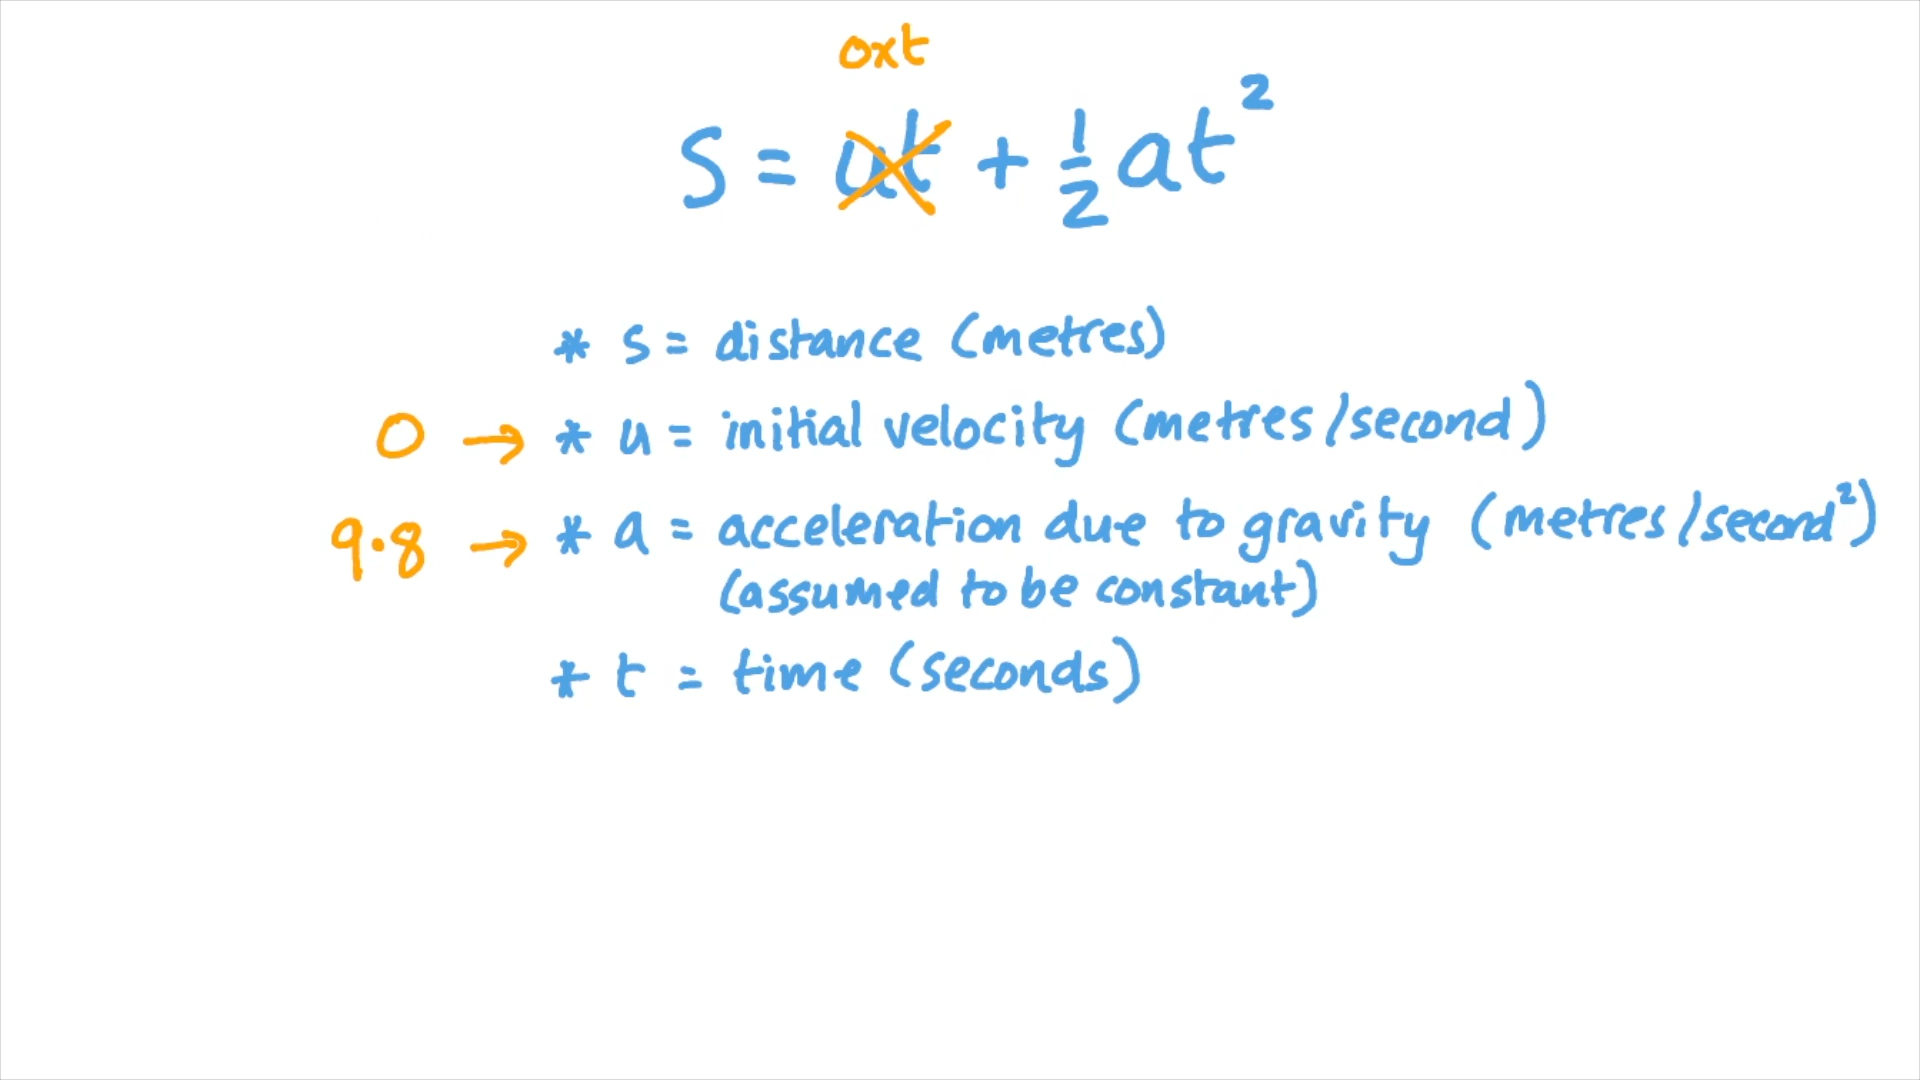 0xt
s = ut + ½at²
* s = distance (metres)
0 → * u = initial velocity (metres/second)
9.8 → * a = acceleration due to gravity (metres/second²)
(assumed to be constant)
* t = time (seconds)